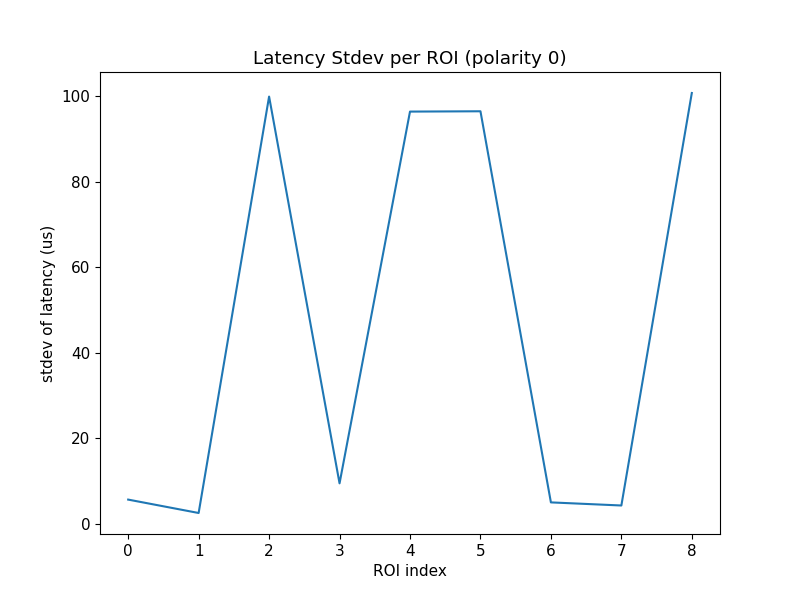 Latency Stdev per ROI (polarity 0)
100
80
60
40
20
0
stdev of latency (us)
0 1 2 3 4 5 6 7 8
ROI index